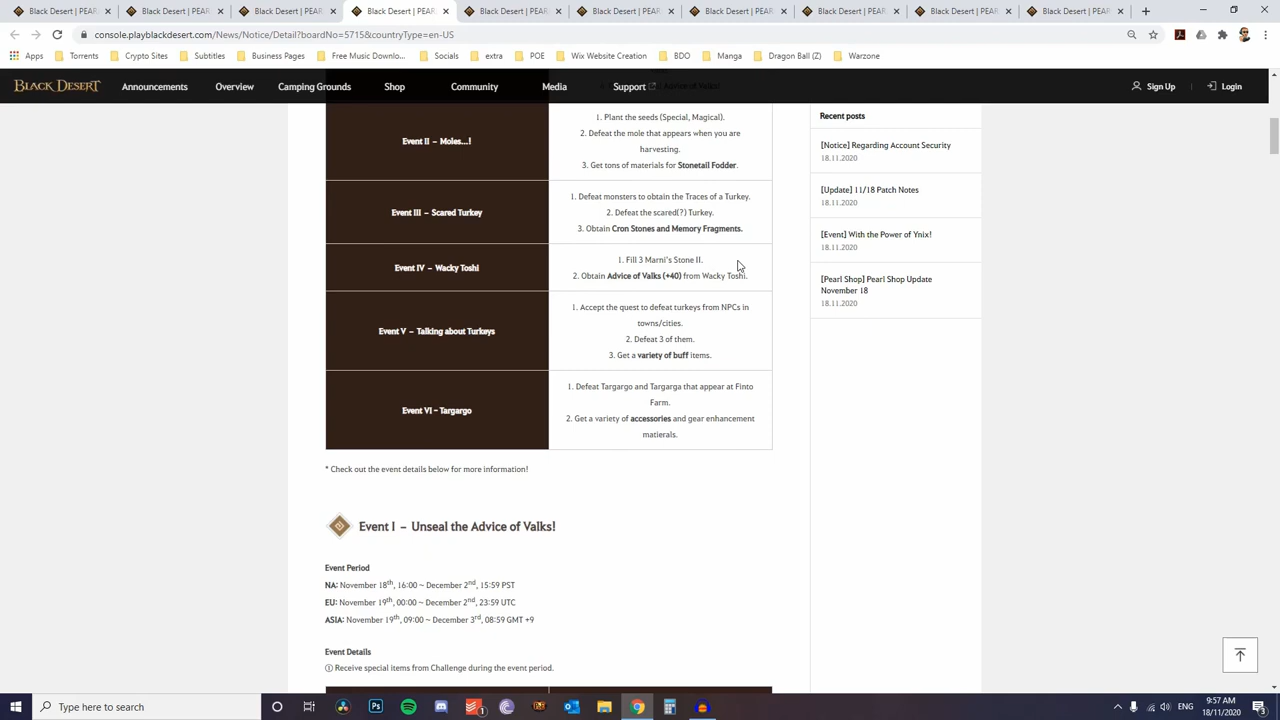 Black Desert | PEAR
Black Desert | PEAR
Black Desert | PEAR
Black Desert | PEAR
Black Desert | PEAR
Black Desert | PEAR
Black Desert | PEAR
Black Desert | PEAR
Black Desert | PEAR
Black Desert | PEAR
console.playblackdesert.com/News/Notice/Detail?boardNo=5715&countryType=en-US
Apps Torrents Crypto Sites Subtitles Business Pages Free Music Downlo... Socials extra POE Wix Website Creation BDO Manga Dragon Ball (Z) Warzone
BLACK DESERT Announcements Overview Camping Grounds Shop Community Media Support Sign Up Login
Event II – Moles...!
1. Plant the seeds (Special, Magical).
2. Defeat the mole that appears when you are
harvesting.
3. Get tons of materials for Stonetail Fodder.
Event III – Scared Turkey
1. Defeat monsters to obtain the Traces of a Turkey.
2. Defeat the scared(?) Turkey.
3. Obtain Cron Stones and Memory Fragments.
Event IV – Wacky Toshi
1. Fill 3 Marni's Stone II.
2. Obtain Advice of Valks (+40) from Wacky Toshi.
Event V – Talking about Turkeys
1. Accept the quest to defeat turkeys from NPCs in
towns/cities.
2. Defeat 3 of them.
3. Get a variety of buff items.
Event VI - Targargo
1. Defeat Targargo and Targarga that appear at Finto
Farm.
2. Get a variety of accessories and gear enhancement
matierals.
* Check out the event details below for more information!
Event I – Unseal the Advice of Valks!
Event Period
NA: November 18th, 16:00 ~ December 2nd, 15:59 PST
EU: November 19th, 00:00 ~ December 2nd, 23:59 UTC
ASIA: November 19th, 09:00 ~ December 3rd, 08:59 GMT +9
Event Details
① Receive special items from Challenge during the event period.
Recent posts
[Notice] Regarding Account Security
18.11.2020
[Update] 11/18 Patch Notes
18.11.2020
[Event] With the Power of Ynix!
18.11.2020
[Pearl Shop] Pearl Shop Update
November 18
18.11.2020
Type here to search
1
9:57 AM
18/11/2020